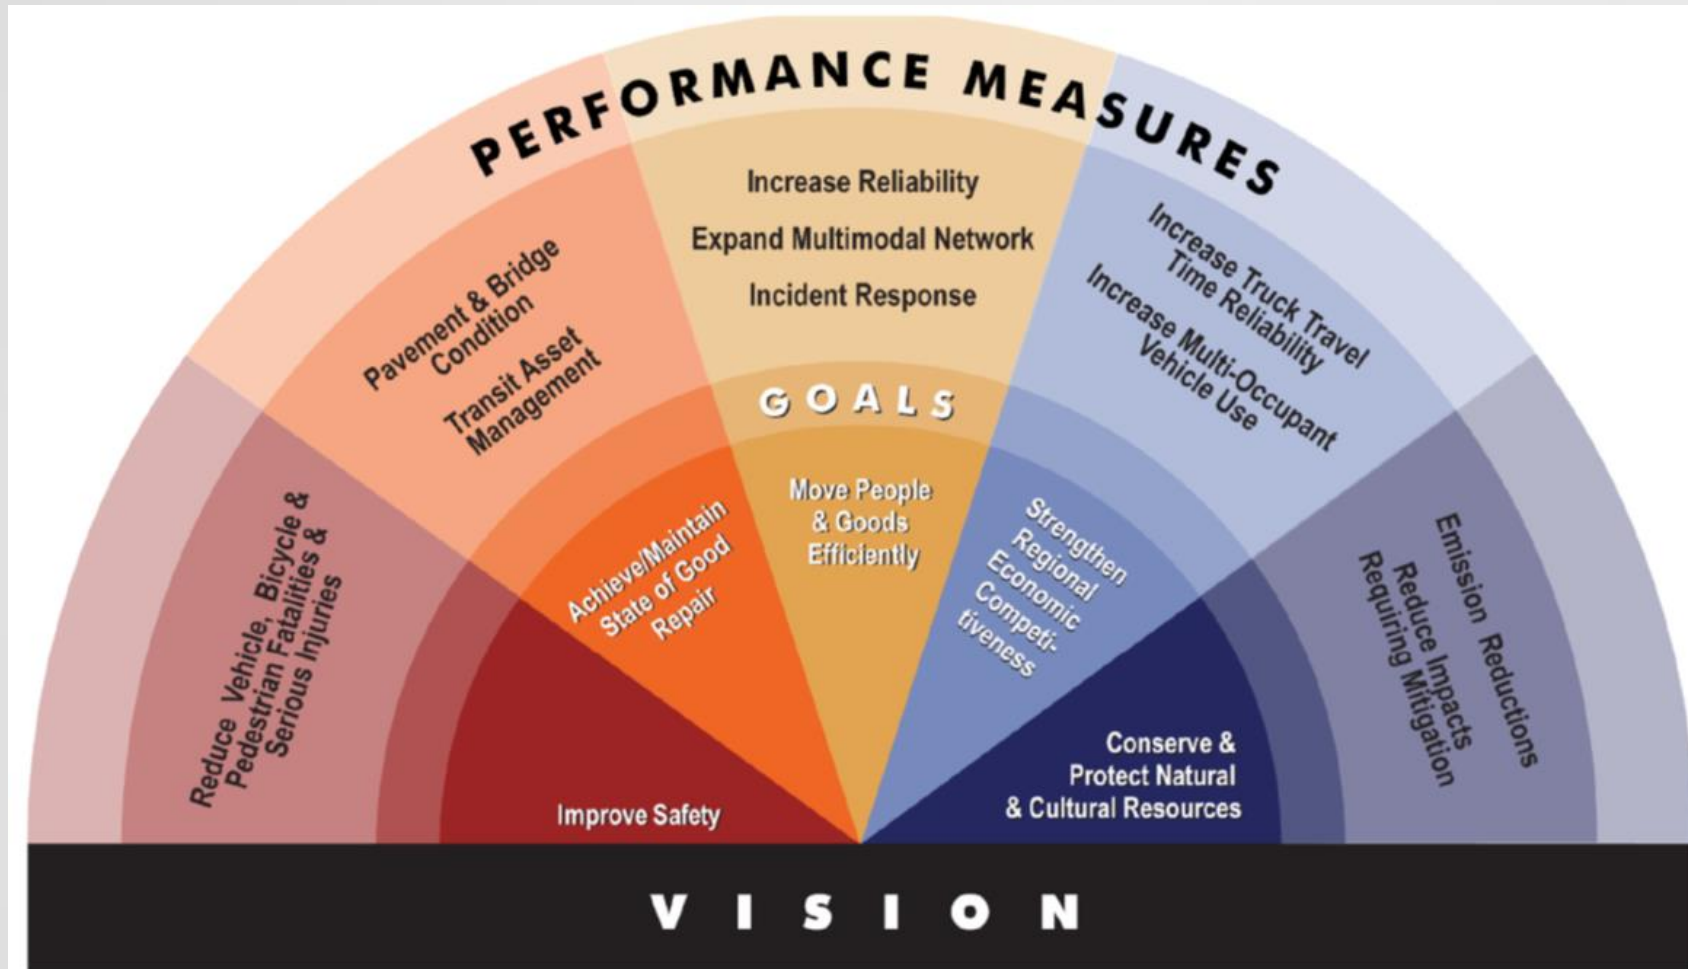 PERFORMANCE MEASURES
Reduce Vehicle, Bicycle &
Pedestrian Fatalities &
Serious Injuries
Pavement & Bridge
Condition
Transit Asset
Management
Increase Reliability
Expand Multimodal Network
Incident Response
Increase Truck Travel
Time Reliability
Increase Multi-Occupant
Vehicle Use
Emission Reductions
Reduce Impacts
Requiring Mitigation
GOALS
Improve Safety
Achieve/Maintain
State of Good
Repair
Move People
& Goods
Efficiently
Strengthen
Regional
Economic
Competi-
tiveness
Conserve &
Protect Natural
& Cultural Resources
VISION